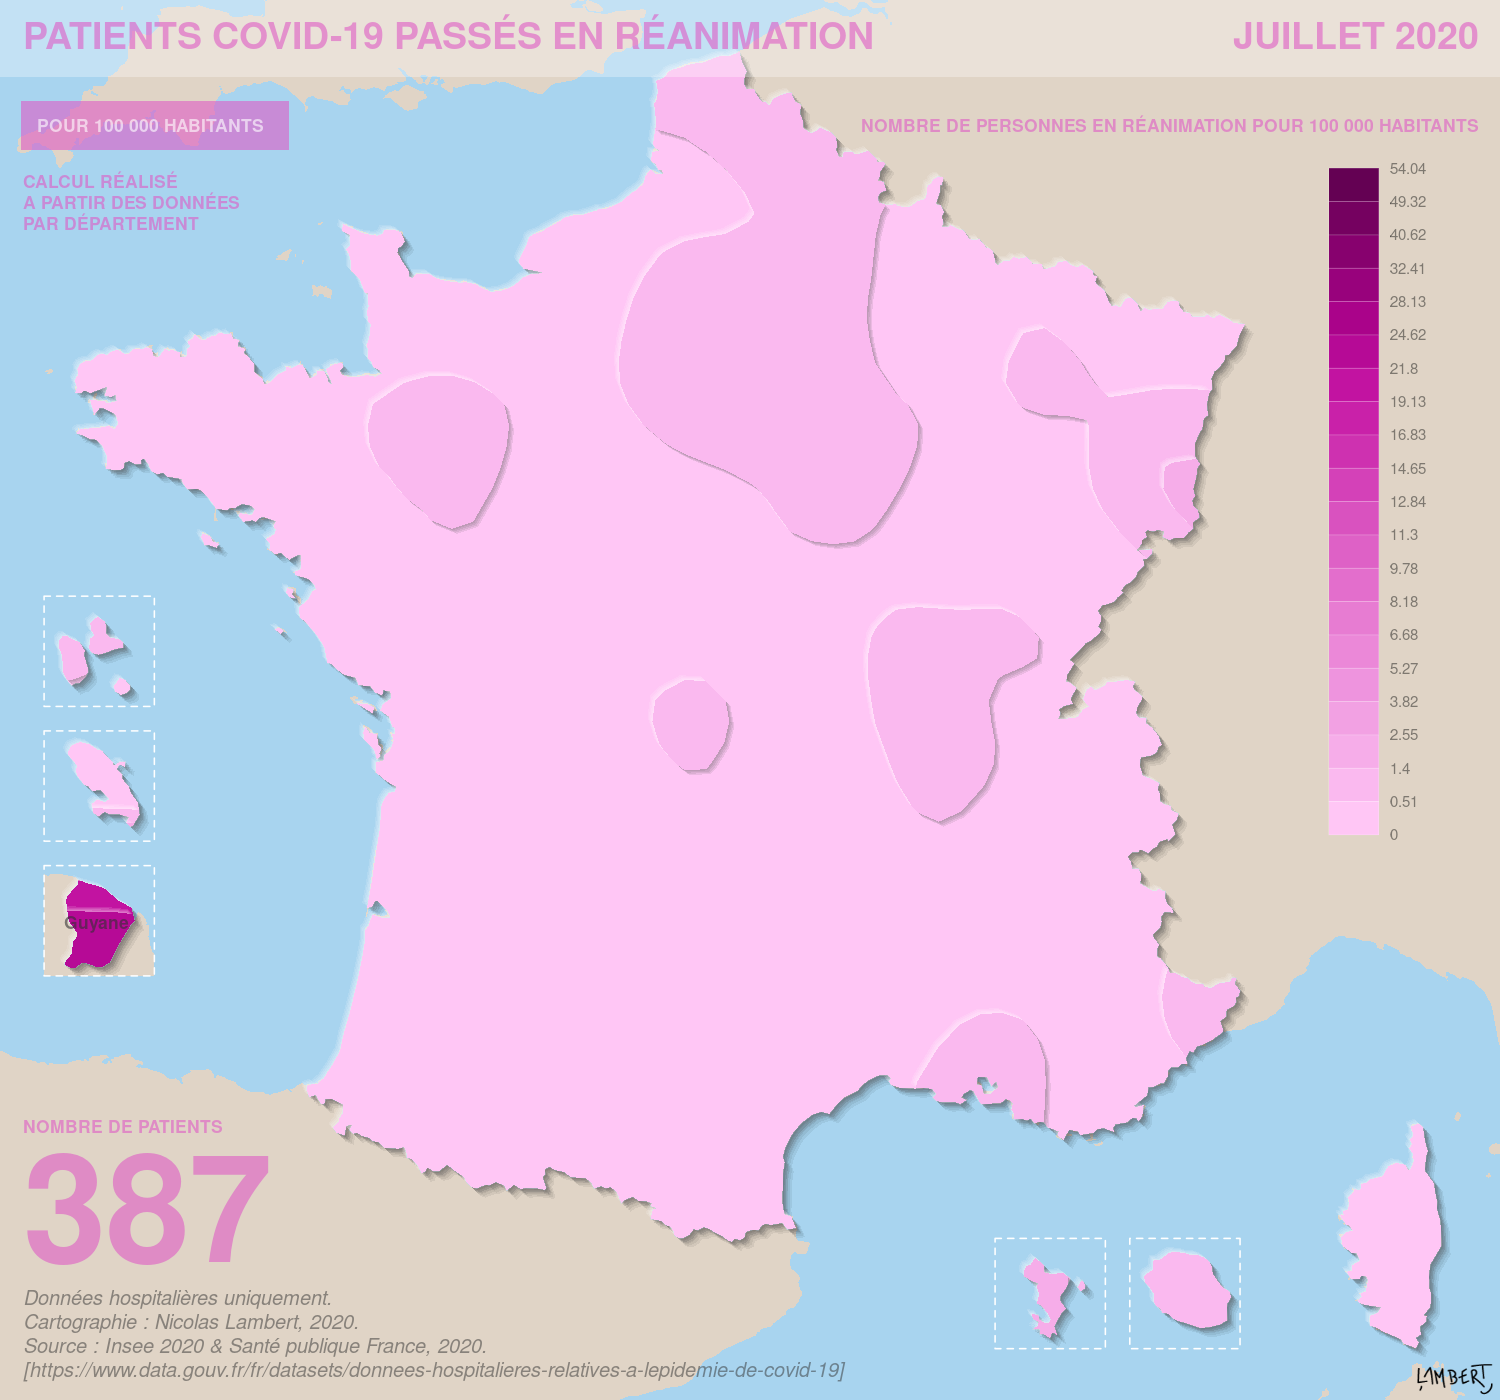 PATIENTS COVID-19 PASSÉS EN RÉANIMATION
JUILLET 2020
POUR 100 000 HABITANTS
CALCUL RÉALISÉ
A PARTIR DES DONNÉES
PAR DÉPARTEMENT
NOMBRE DE PERSONNES EN RÉANIMATION POUR 100 000 HABITANTS
54.04
49.32
40.62
32.41
28.13
24.62
21.8
19.13
16.83
14.65
12.84
11.3
9.78
8.18
6.68
5.27
3.82
2.55
1.4
0.51
0
Guyane
NOMBRE DE PATIENTS
387
Données hospitalières uniquement.
Cartographie : Nicolas Lambert, 2020.
Source : Insee 2020 & Santé publique France, 2020.
[https://www.data.gouv.fr/fr/datasets/donnees-hospitalieres-relatives-a-lepidemie-de-covid-19]
LAMBERT